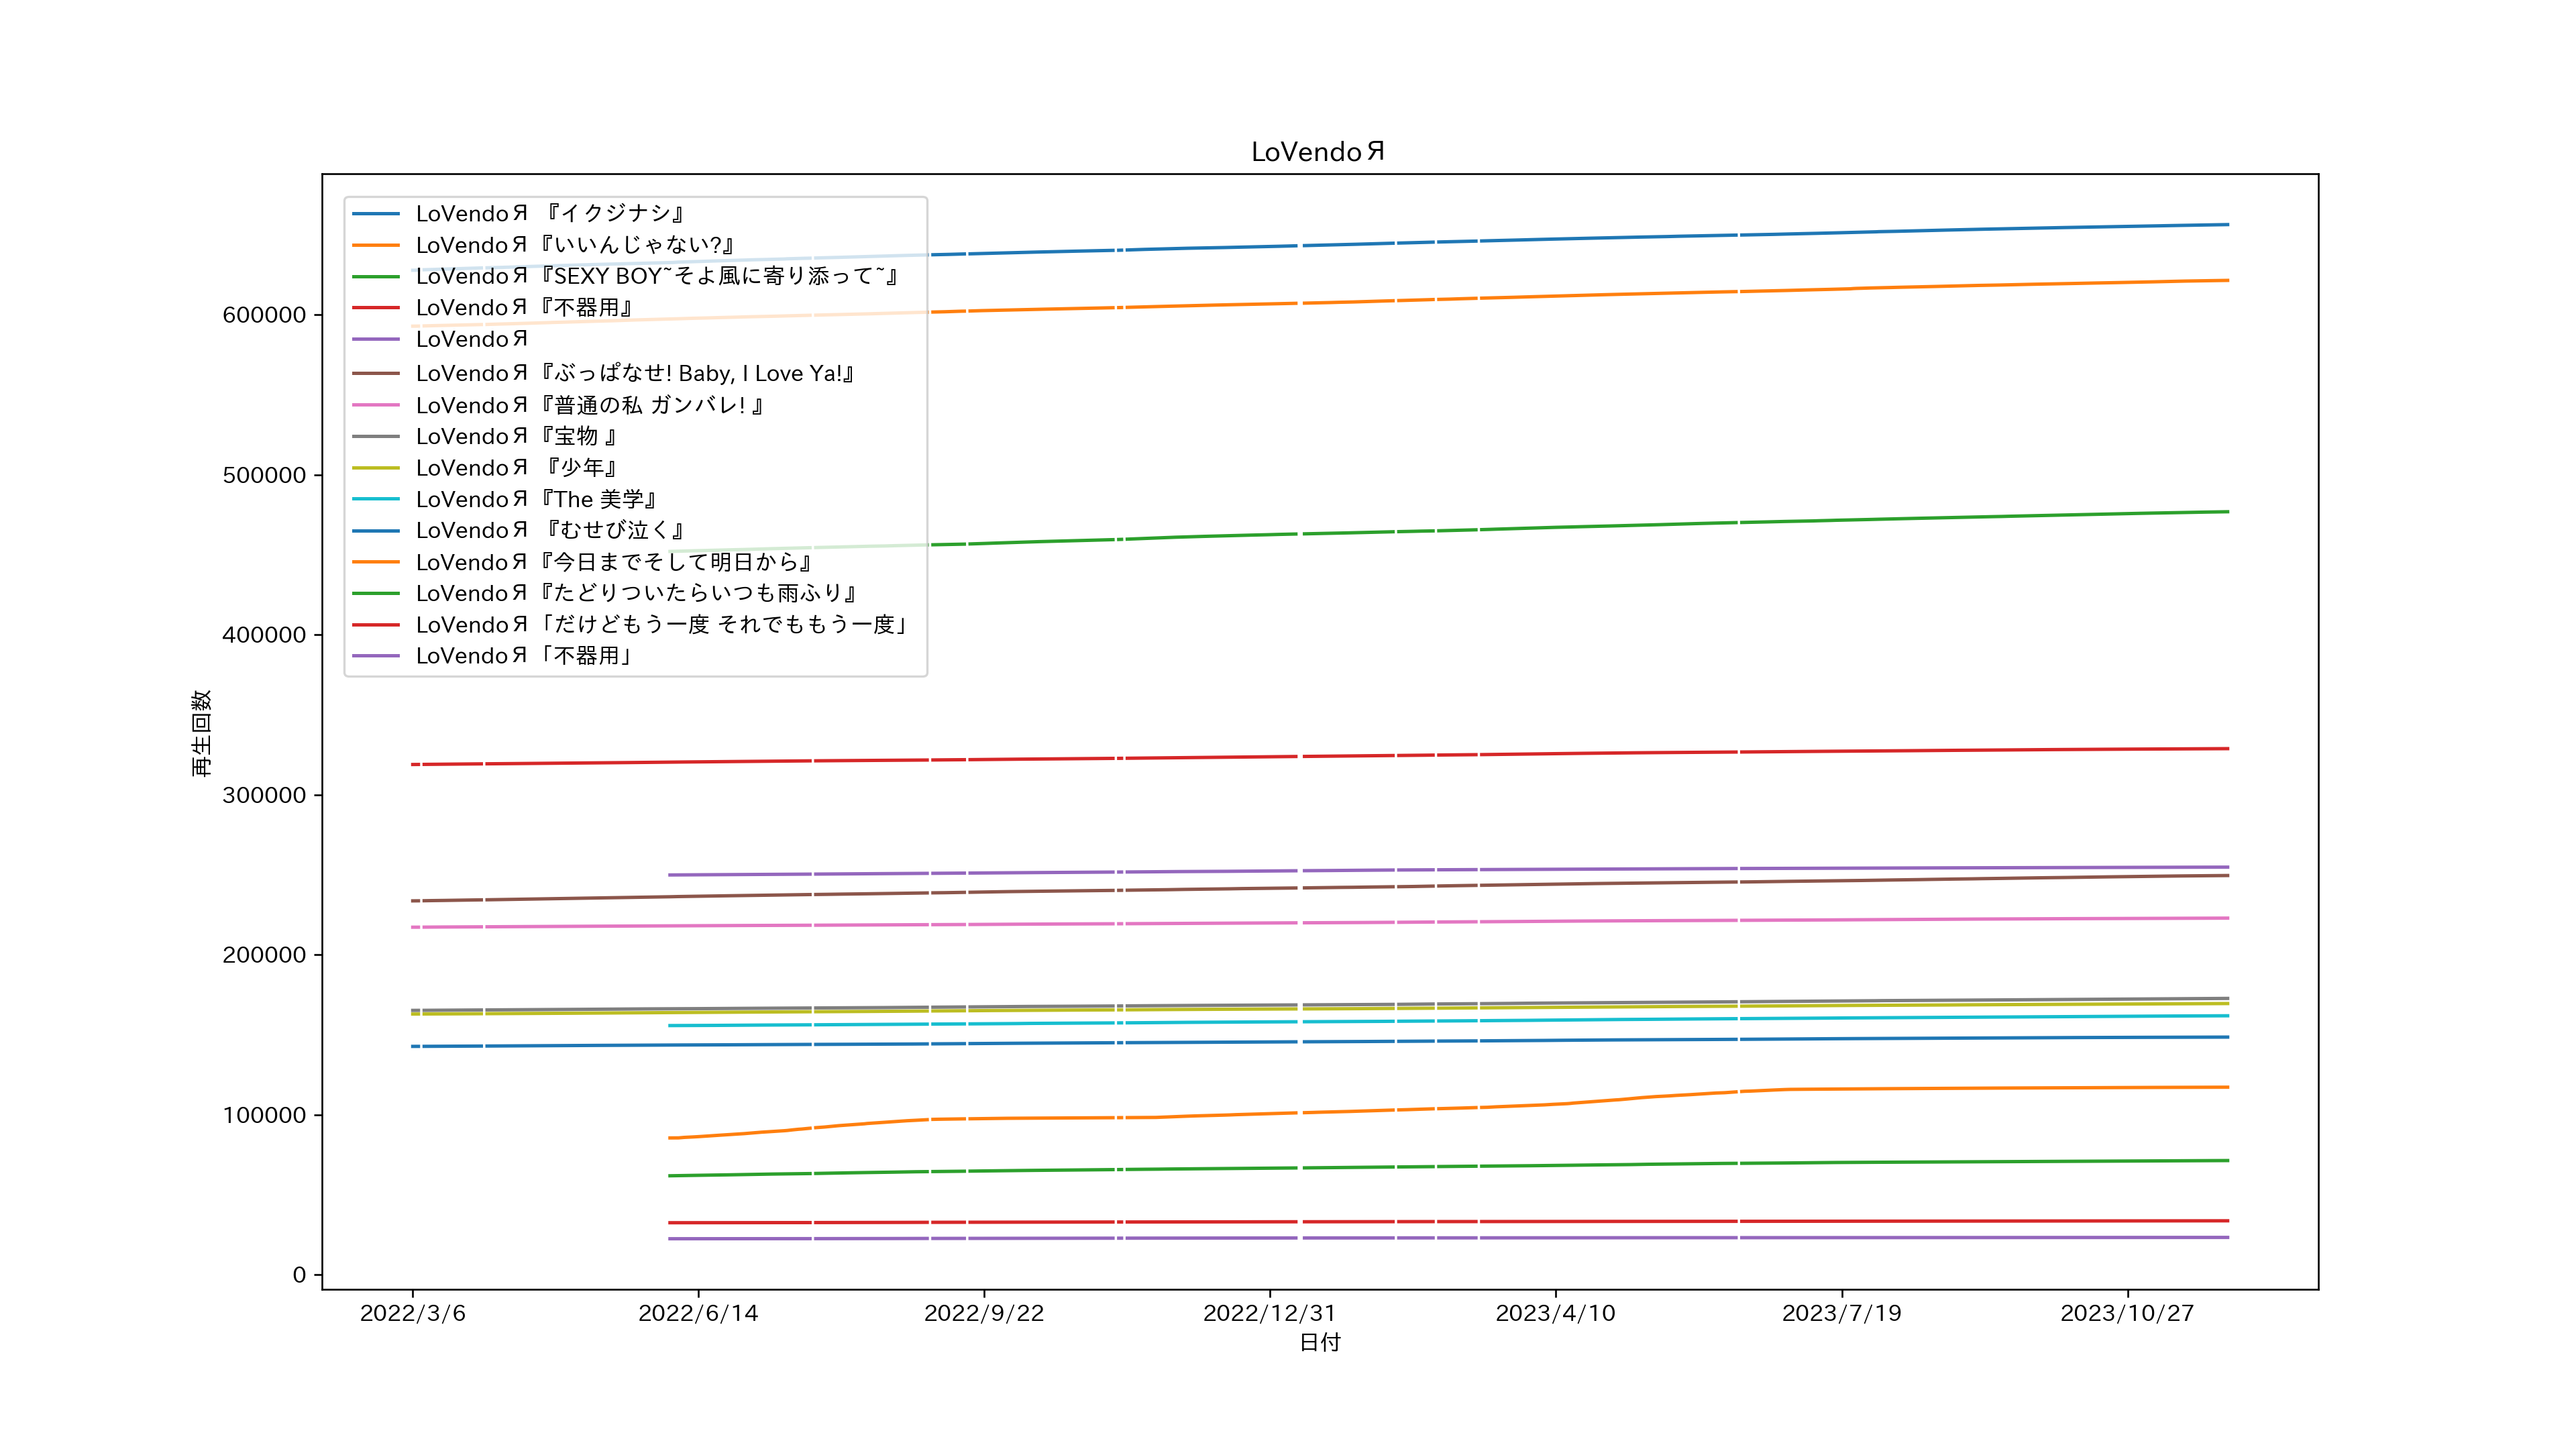 LoVendoЯ
LoVendoЯ 『イクジナシ』
LoVendoЯ『いいんじゃない?』
LoVendoЯ『SEXY BOY~そよ風に寄り添って~』
LoVendoЯ『不器用』
LoVendoЯ
LoVendoЯ『ぶっぱなせ! Baby, I Love Ya!』
LoVendoЯ『普通の私 ガンバレ! 』
LoVendoЯ『宝物 』
LoVendoЯ 『少年』
LoVendoЯ『The 美学』
LoVendoЯ 『むせび泣く』
LoVendoЯ『今日までそして明日から』
LoVendoЯ『たどりついたらいつも雨ふり』
LoVendoЯ「だけどもう一度 それでももう一度」
LoVendoЯ「不器用」
再生回数
600000
500000
400000
300000
200000
100000
0
2022/3/6 2022/6/14 2022/9/22 2022/12/31 2023/4/10 2023/7/19 2023/10/27
日付